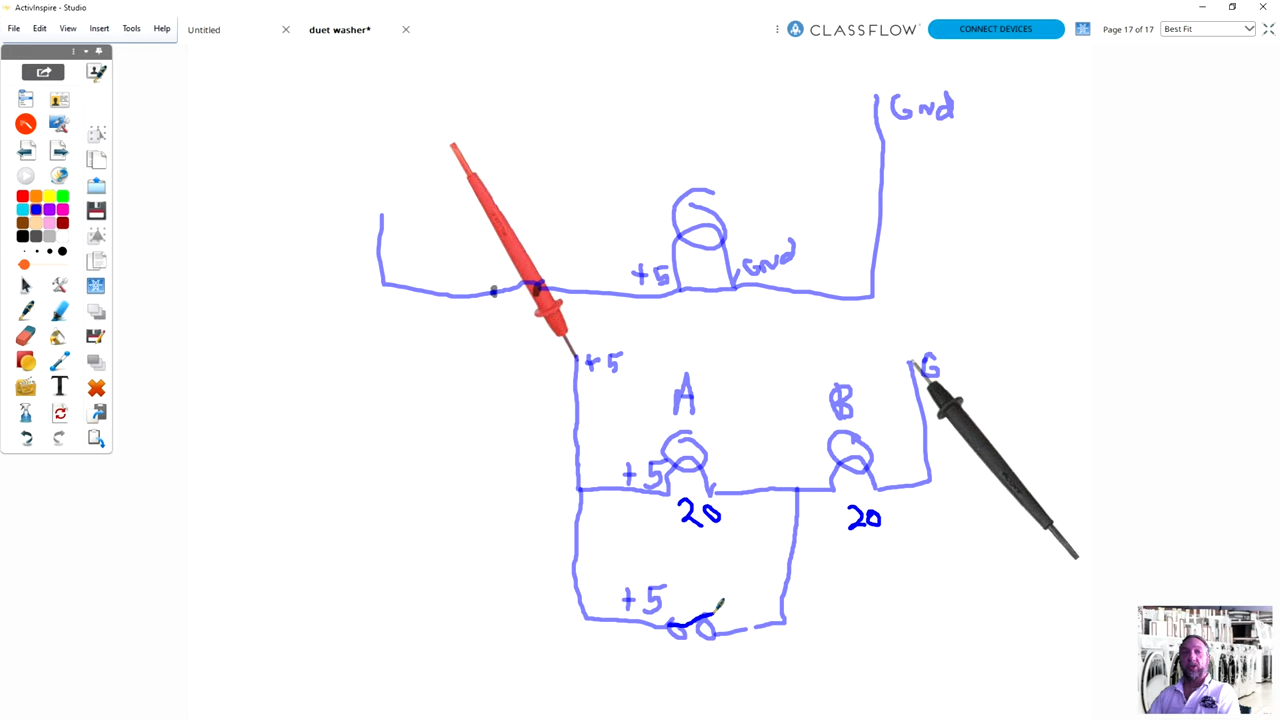 ActivInspire - Studio
File Edit View Insert Tools Help
Untitled
duet washer*
CLASSFLOW
CONNECT DEVICES
Page 17 of 17
Best Fit
Gnd
+5
Gnd
+5
G
A
B
+5
20
20
+5
T